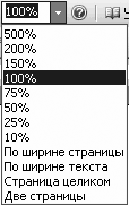 100%
500%
200%
150%
100%
75%
50%
25%
10%
По ширине страницы
По ширине текста
Страница целиком
Две страницы